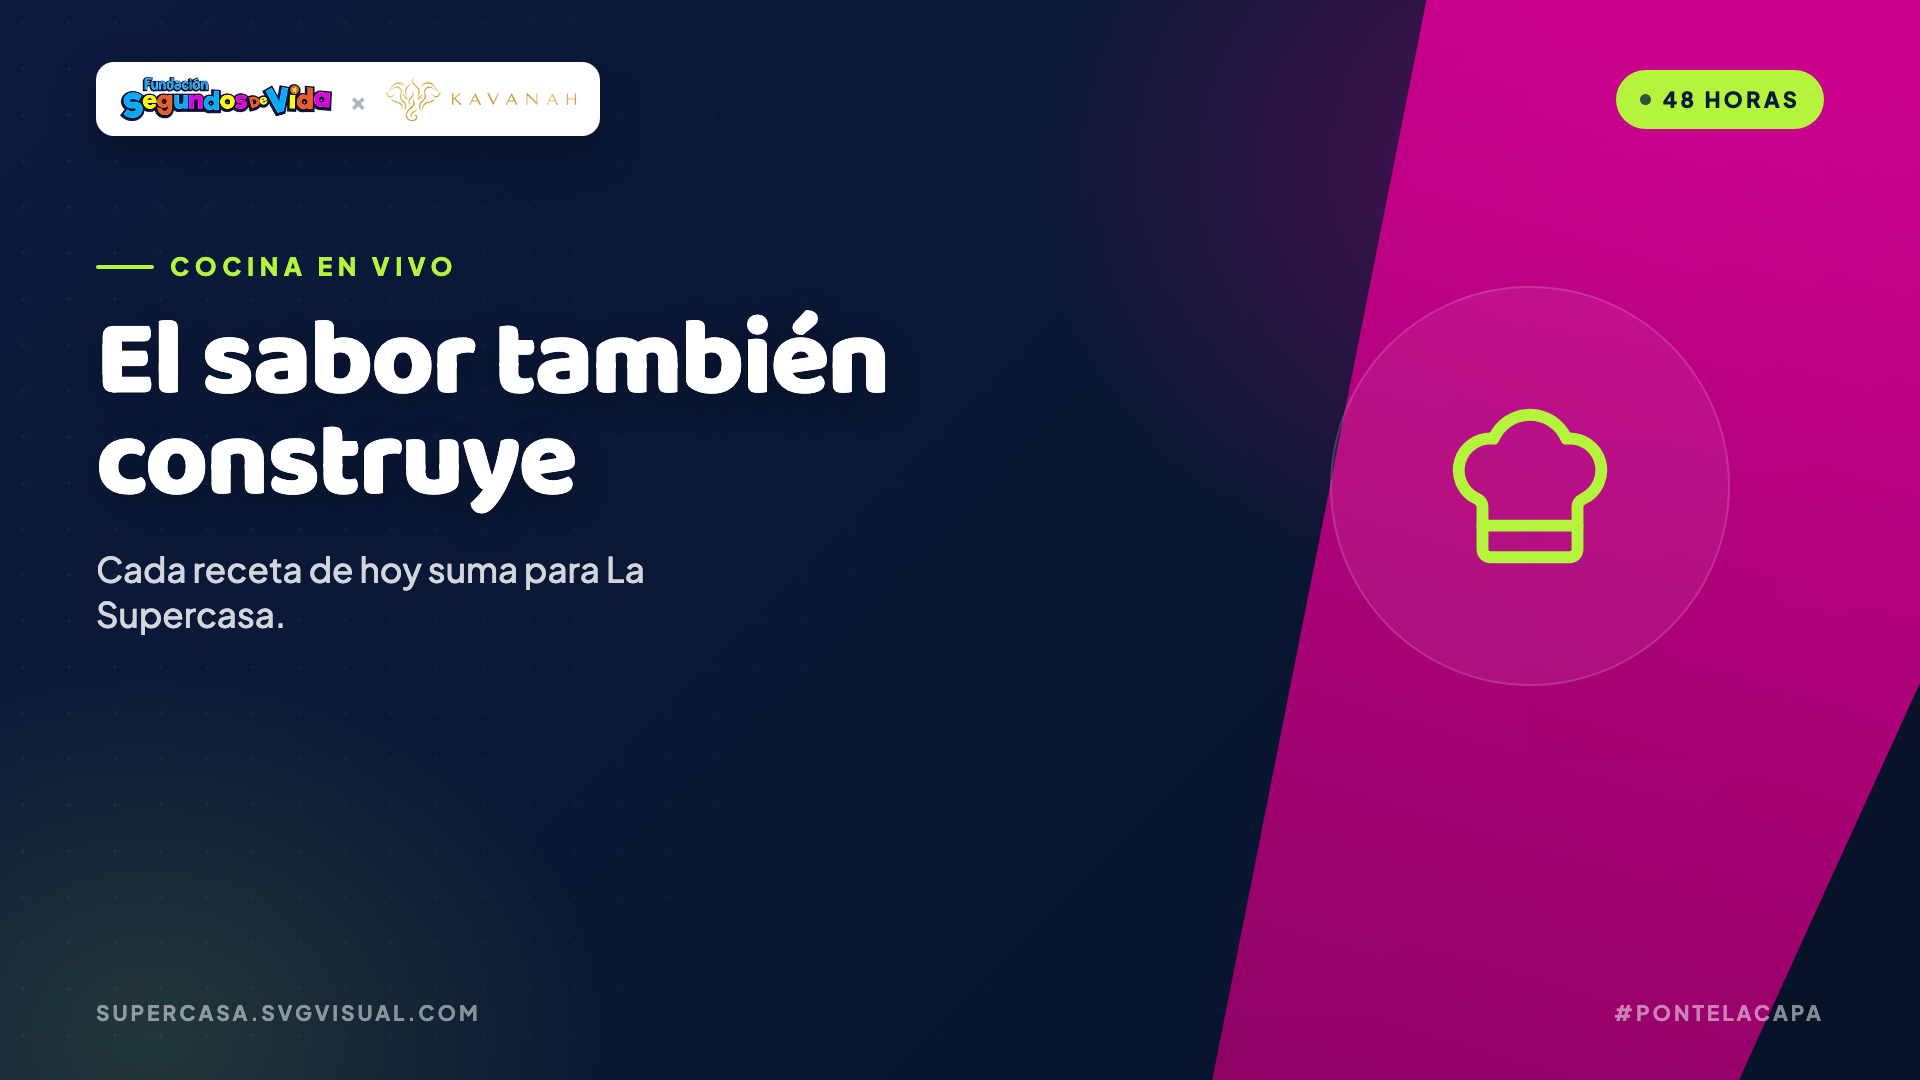 Fundación
Segundos de Vida × KAVANAH
48 HORAS
COCINA EN VIVO
El sabor también
construye
Cada receta de hoy suma para La
Supercasa.
SUPERCASA.SVGVISUAL.COM
#PONTELACAPA